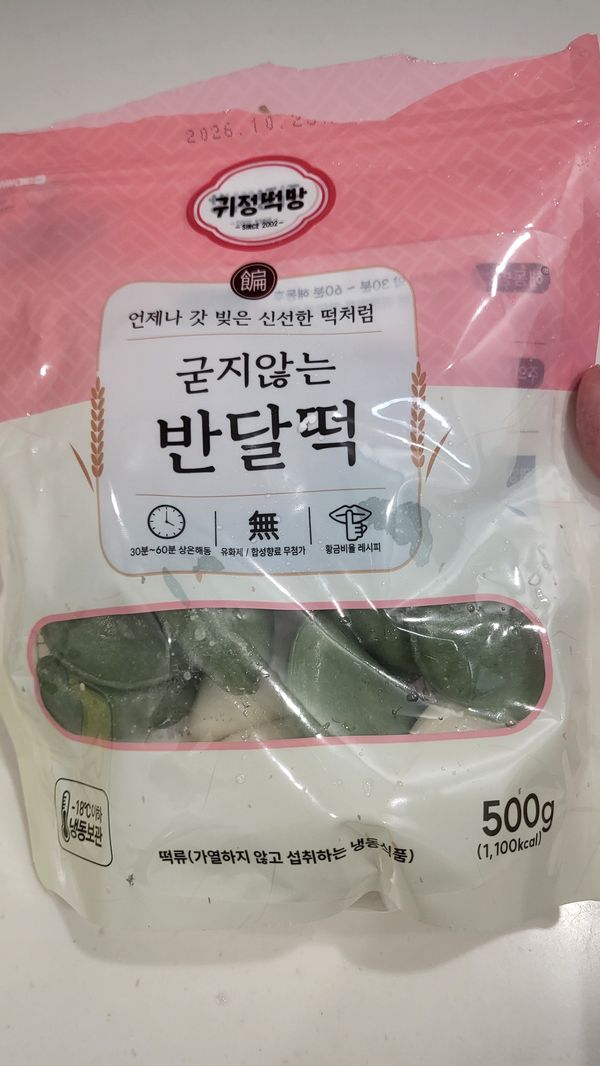 2026.10.2
귀정떡방
SINCE 2002
餶
언제나 갓 빚은 신선한 떡처럼
굳지않는
반달떡
30분~60분 상온해동
無
유화제 / 합성향료 무첨가
황금비율 레시피
-18℃이하
냉동보관
500g
(1,100kcal)
떡류(가열하지 않고 섭취하는 냉동식품)